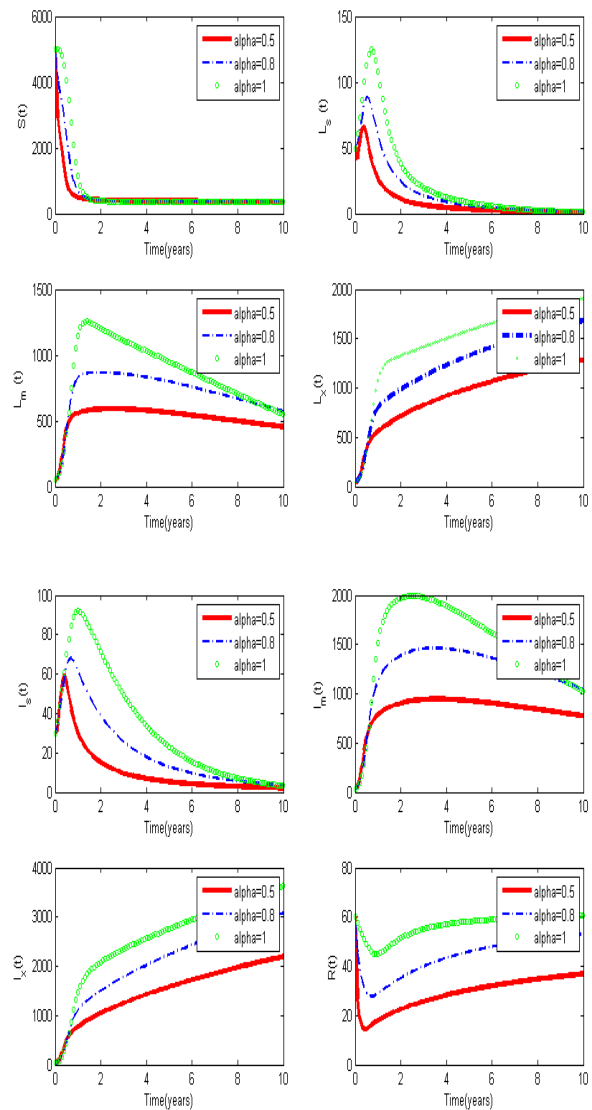 6000
4000
2000
0
S(t)
0 2 4 6 8 10
Time(years)
alpha=0.5
alpha=0.8
alpha=1
150
100
50
0
L_s (t)
0 2 4 6 8 10
Time(years)
alpha=0.5
alpha=0.8
alpha=1
1500
1000
500
0
L_m (t)
0 2 4 6 8 10
Time(years)
alpha=0.5
alpha=0.8
alpha=1
2000
1500
1000
500
0
L_x(t)
0 2 4 6 8 10
Time(years)
alpha=0.5
alpha=0.8
alpha=1
100
80
60
40
20
0
I_s(t)
0 2 4 6 8 10
Time(years)
alpha=0.5
alpha=0.8
alpha=1
2000
1500
1000
500
0
I_m(t)
0 2 4 6 8 10
Time(years)
alpha=0.5
alpha=0.8
alpha=1
4000
3000
2000
1000
0
I_x(t)
0 2 4 6 8 10
Time(years)
alpha=0.5
alpha=0.8
alpha=1
80
60
40
20
0
R(t)
0 2 4 6 8 10
Time(years)
alpha=0.5
alpha=0.8
alpha=1